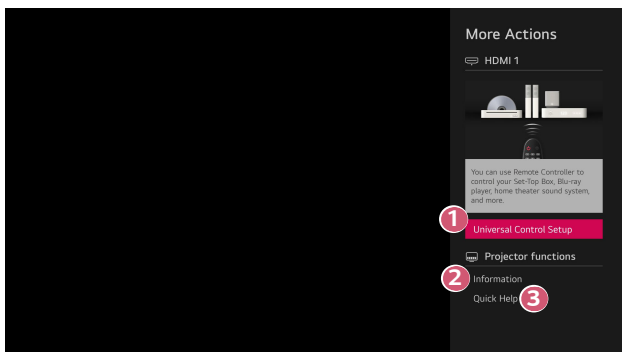 More Actions
HDMI 1
You can use Remote Controller to
control your Set-Top Box, Blu-ray
player, home theater sound system,
and more.
1
Universal Control Setup
Projector functions
2
Information
Quick Help
3